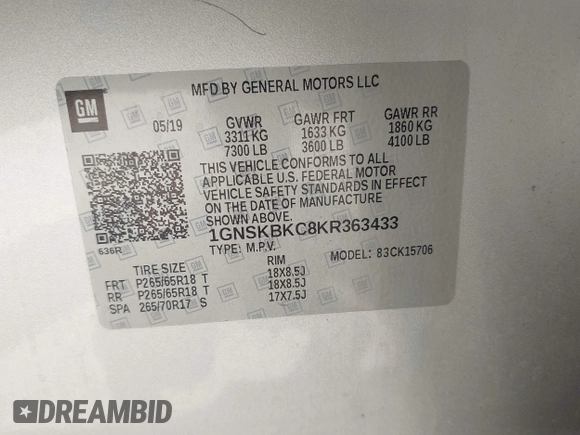 MFD BY GENERAL MOTORS LLC
GM
05/19
GVWR GAWR FRT GAWR RR
3311 KG 1633 KG 1860 KG
7300 LB 3600 LB 4100 LB
THIS VEHICLE CONFORMS TO ALL
APPLICABLE U.S. FEDERAL MOTOR
VEHICLE SAFETY STANDARDS IN EFFECT
ON THE DATE OF MANUFACTURE
SHOWN ABOVE.
1GNSKBKC8KR363433
636R
TYPE: M.P.V. MODEL: 83CK15706
TIRE SIZE RIM
FRT P265/65R18 T 18X8.5J
RR P265/65R18 T 18X8.5J
SPA 265/70R17 S 17X7.5J
DREAMBID